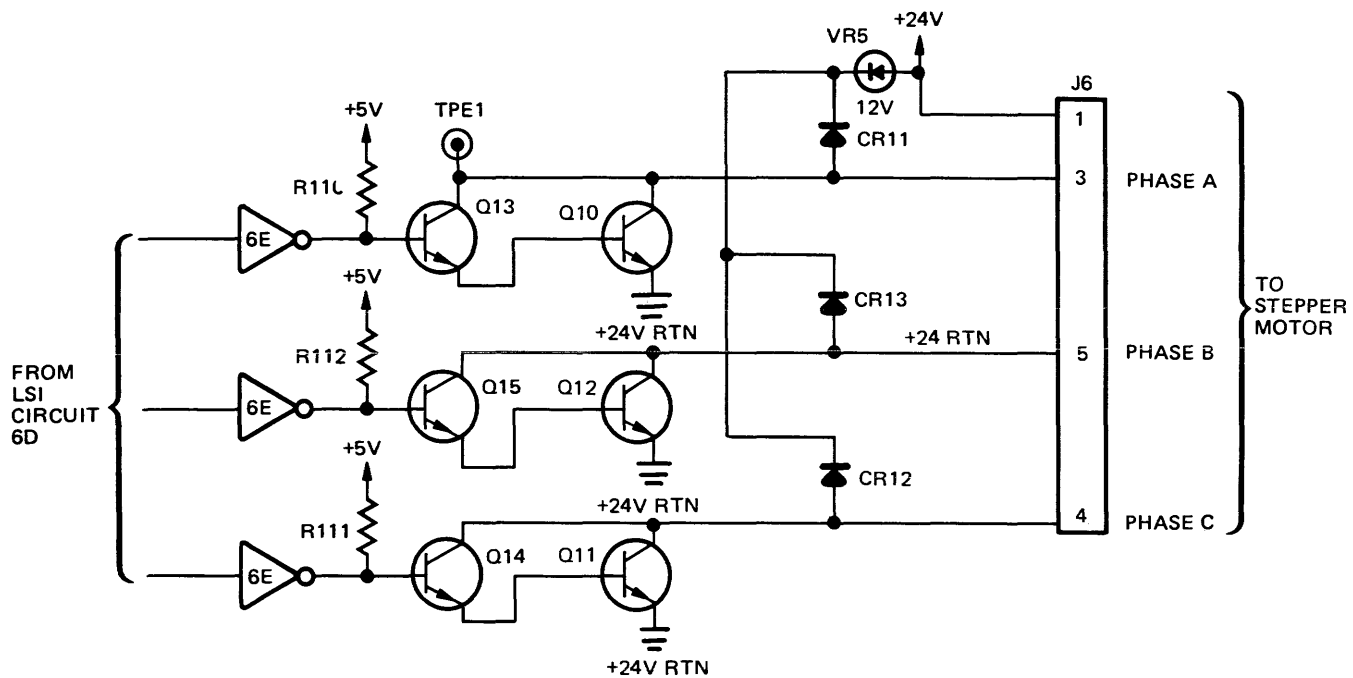 +24V
VR5
J6
12V
1
+5V
TPE1
CR11
R110
3
PHASE A
Q13
Q10
6E
+5V
CR13
TO
STEPPER
MOTOR
+24V RTN
+24 RTN
R112
5
PHASE B
FROM
LSI
CIRCUIT
6D
Q15
Q12
6E
+5V
CR12
+24V RTN
R111
4
PHASE C
Q14
Q11
6E
+24V RTN